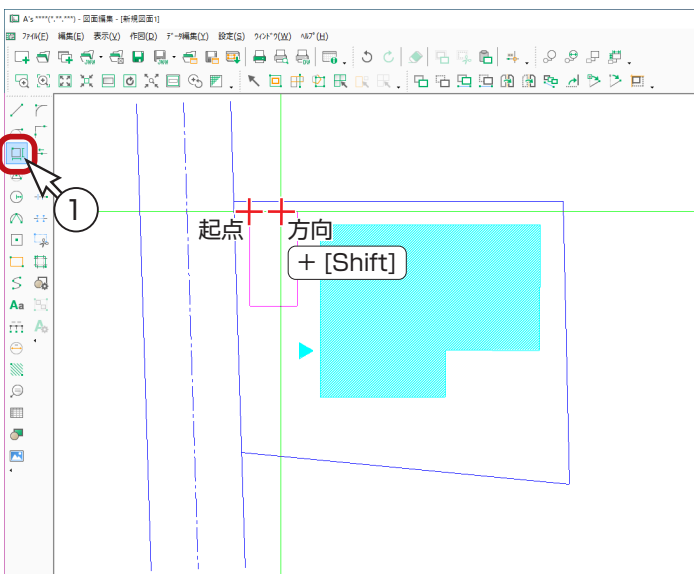 A's ****(*.**.***) - 図面編集 - [新規図面1]
ﾌｧｲﾙ(F) 編集(E) 表示(V) 作図(D) ﾃﾞｰﾀ編集(Y) 設定(S) ｳｨﾝﾄﾞｳ(W) ﾍﾙﾌﾟ(H)
1
起点 方向
+ [Shift]
Aa